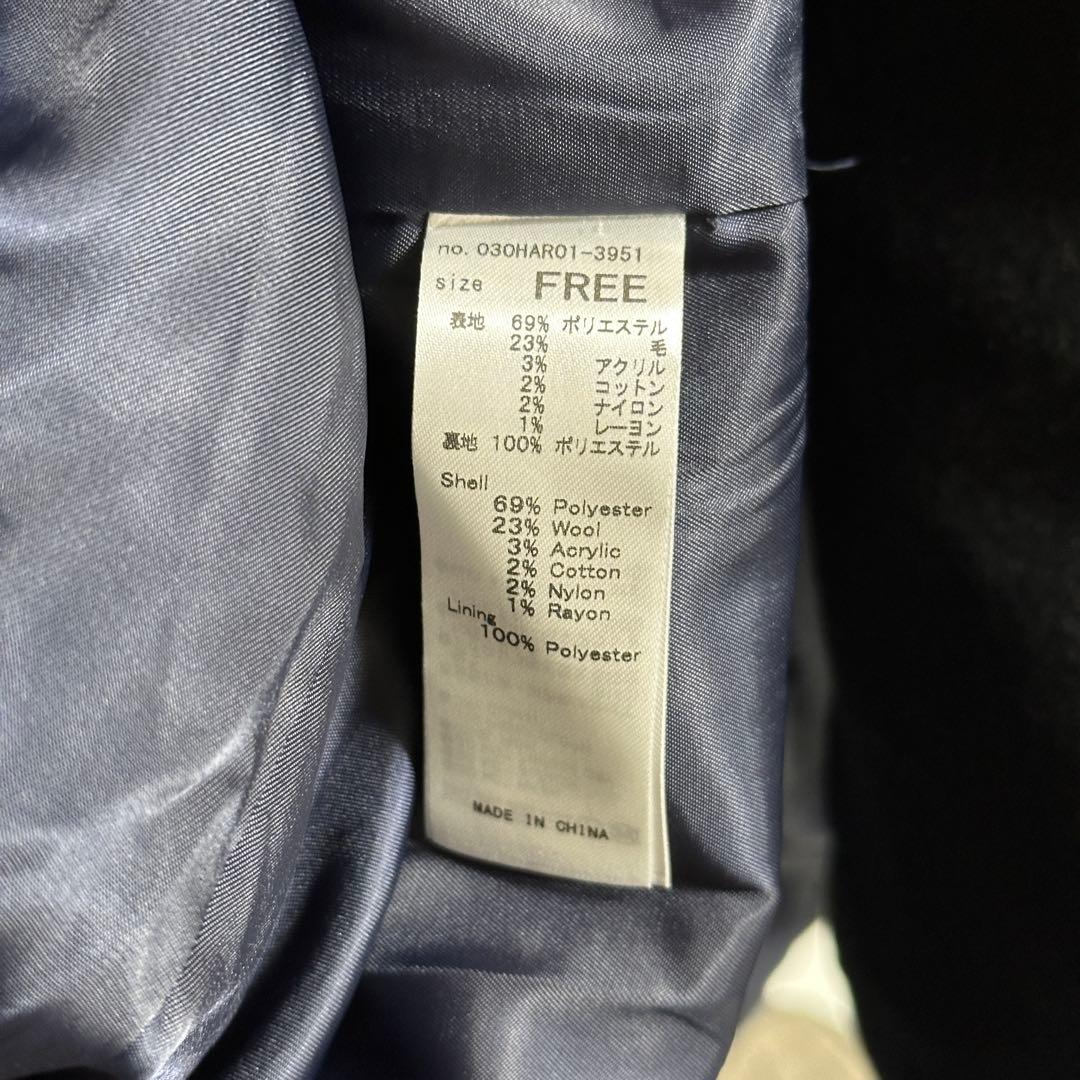 no. 030HAR01-3951
size FREE
表地 69% ポリエステル
23% 毛
3% アクリル
2% コットン
2% ナイロン
1% レーヨン
裏地 100% ポリエステル
Shell
69% Polyester
23% Wool
3% Acrylic
2% Cotton
2% Nylon
1% Rayon
Lining
100% Polyester
MADE IN CHINA